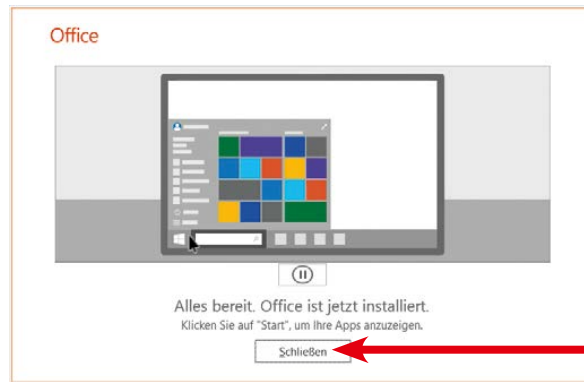 Office
Alles bereit. Office ist jetzt installiert.
Klicken Sie auf "Start", um Ihre Apps anzuzeigen.
Schließen